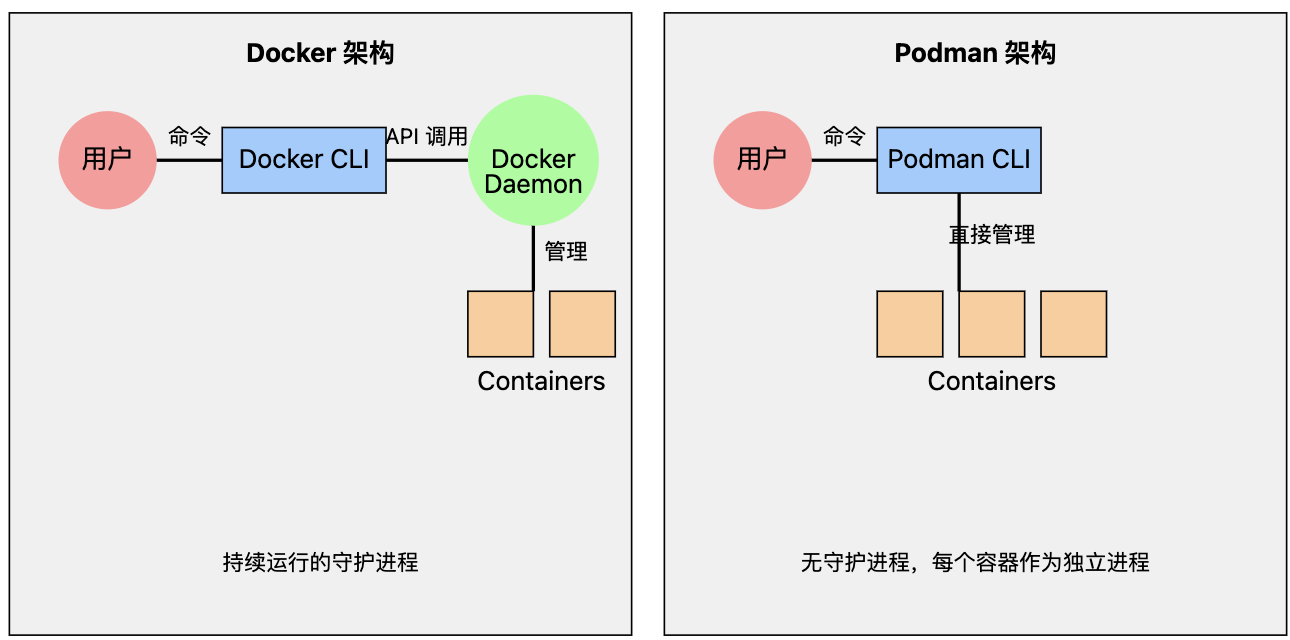 Docker 架构
用户
命令
Docker CLI
API 调用
Docker
Daemon
管理
Containers
持续运行的守护进程
Podman 架构
用户
命令
Podman CLI
直接管理
Containers
无守护进程，每个容器作为独立进程